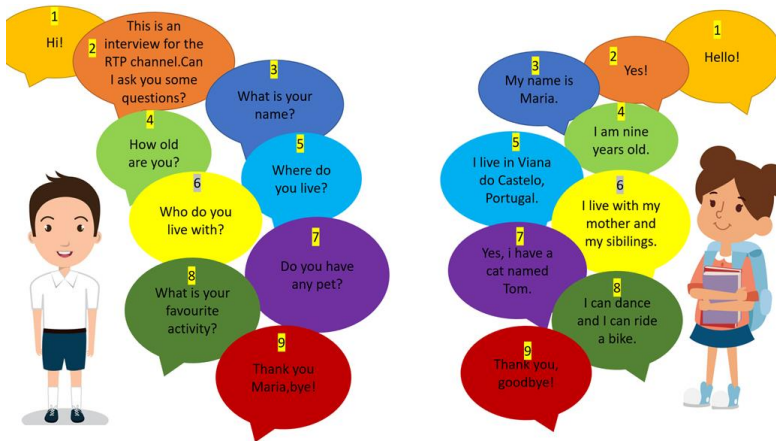 1
Hi!
2
This is an
interview for the
RTP channel.Can
I ask you some
questions?
3
What is your
name?
4
How old
are you?
5
Where do
you live?
6
Who do you
live with?
7
Do you have
any pet?
8
What is your
favourite
activity?
9
Thank you
Maria,bye!
1
Hello!
2
Yes!
3
My name is
Maria.
4
I am nine
years old.
5
I live in Viana
do Castelo,
Portugal.
6
I live with my
mother and
my sibilings.
7
Yes, i have a
cat named
Tom.
8
I can dance
and I can ride
a bike.
9
Thank you,
goodbye!